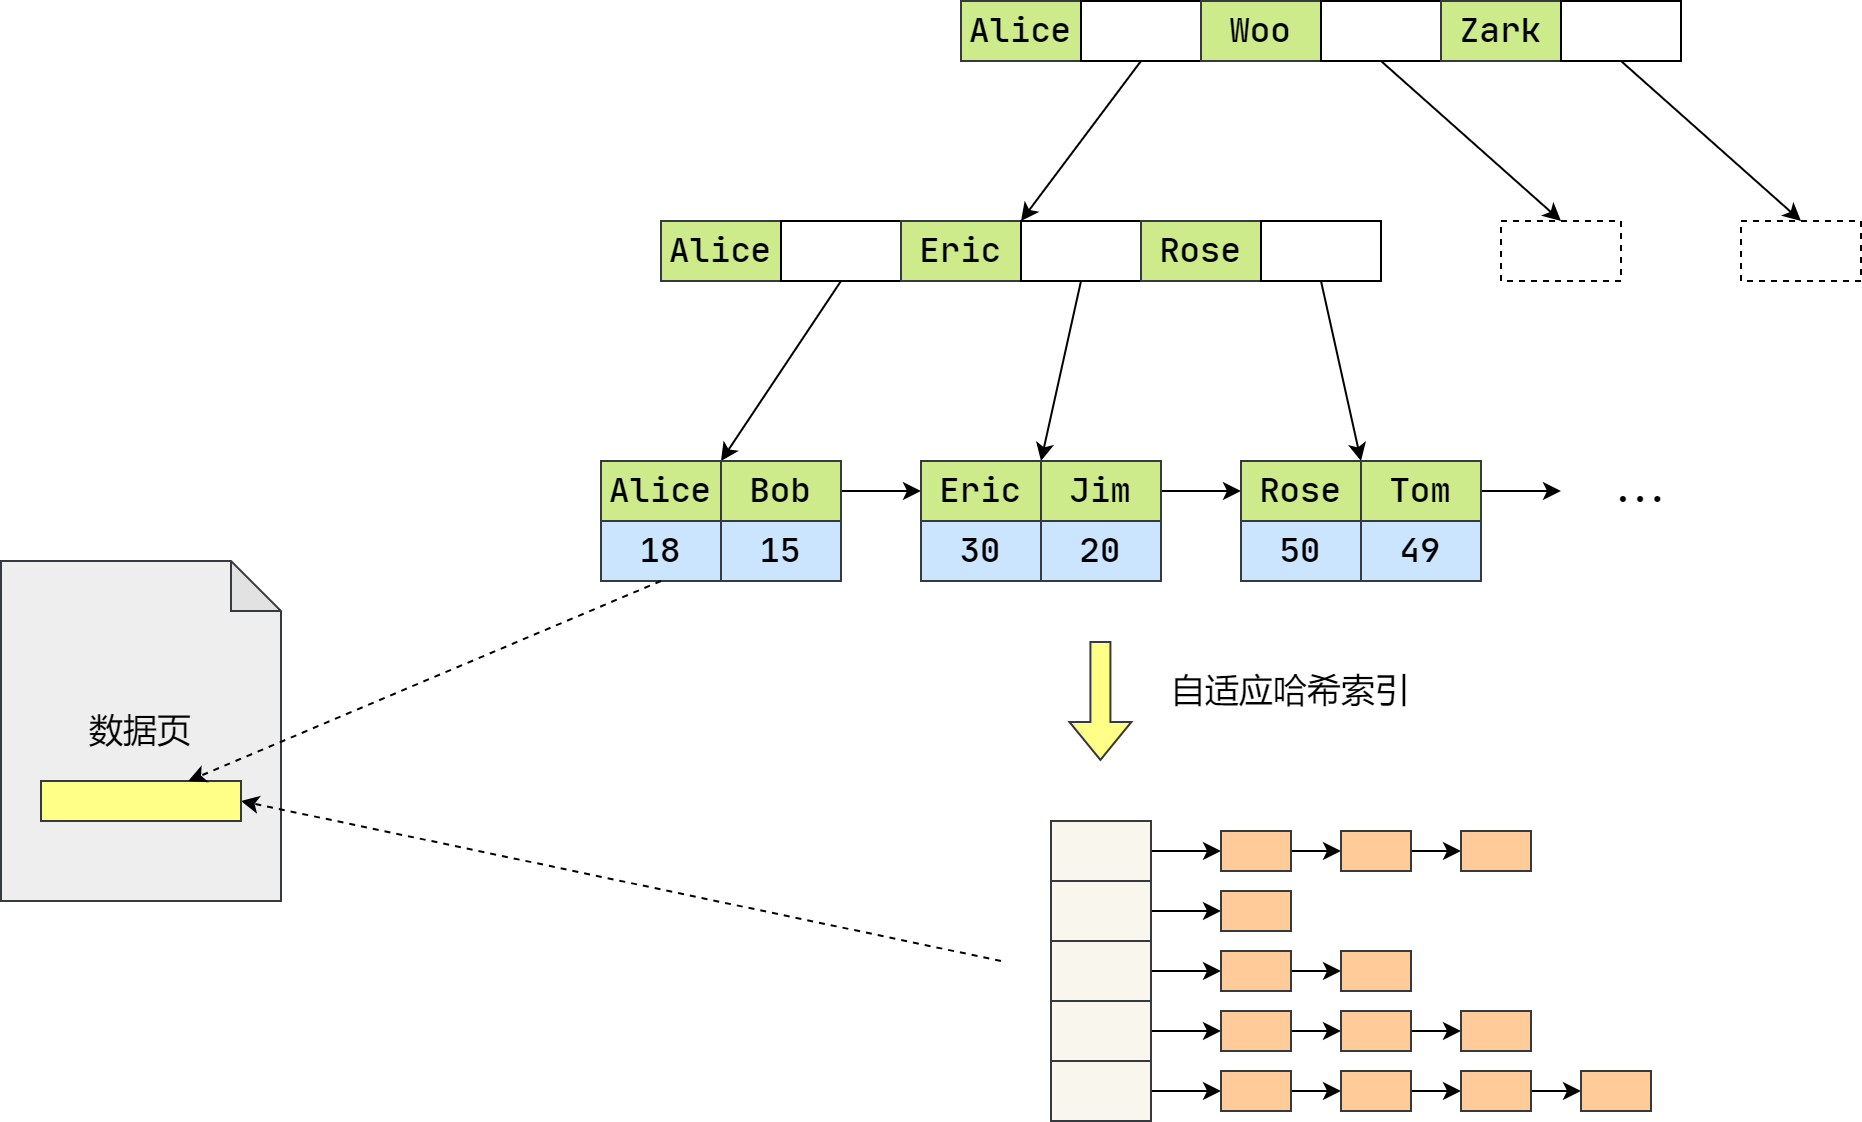 Alice Woo Zark
Alice Eric Rose
Alice Bob Eric Jim Rose Tom ...
18 15 30 20 50 49
自适应哈希索引
数据页